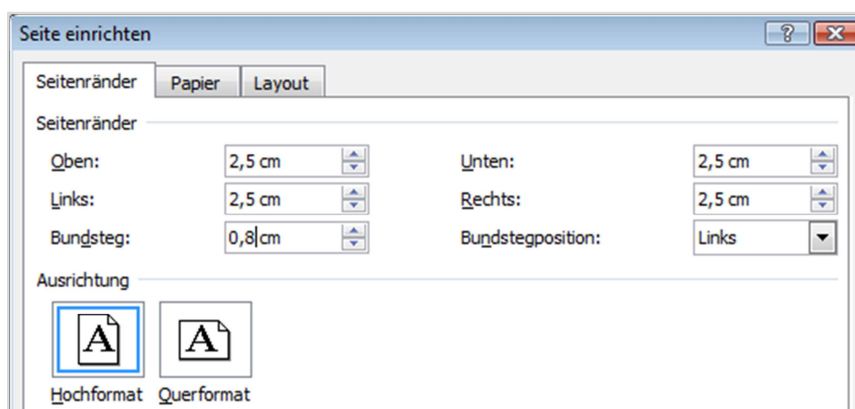 Seite einrichten
Seitenränder Papier Layout
Seitenränder
Oben: 2,5 cm Unten: 2,5 cm
Links: 2,5 cm Rechts: 2,5 cm
Bundsteg: 0,8 cm Bundstegposition: Links
Ausrichtung
A A
Hochformat Querformat